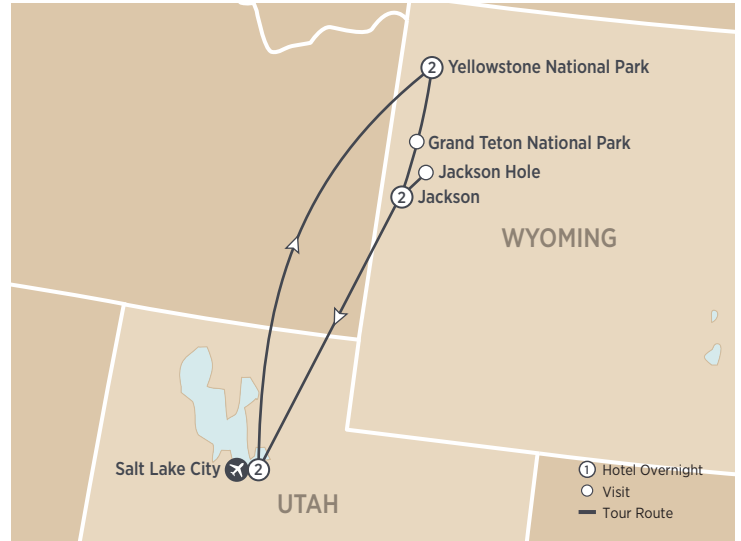 2 Yellowstone National Park
Grand Teton National Park
Jackson Hole
2 Jackson
WYOMING
Salt Lake City 2
UTAH
1 Hotel Overnight
Visit
Tour Route